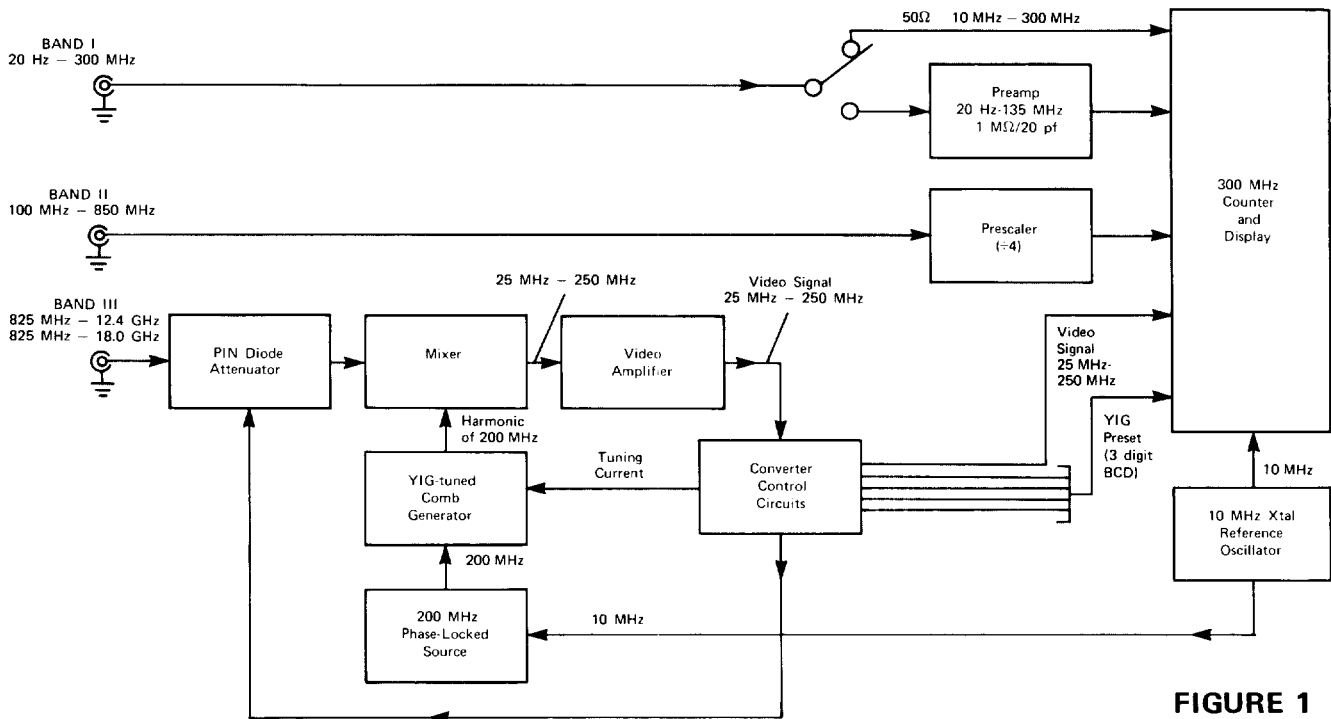 BAND I
20 Hz – 300 MHz
50Ω 10 MHz – 300 MHz
Preamp
20 Hz-135 MHz
1 MΩ/20 pf
300 MHz
Counter
and
Display
BAND II
100 MHz – 850 MHz
Prescaler
(÷4)
BAND III
825 MHz – 12.4 GHz
825 MHz – 18.0 GHz
PIN Diode
Attenuator
25 MHz – 250 MHz
Mixer
Video
Amplifier
Video Signal
25 MHz – 250 MHz
Video
Signal
25 MHz-
250 MHz
Harmonic
of 200 MHz
YIG-tuned
Comb
Generator
Tuning
Current
Converter
Control
Circuits
YIG
Preset
(3 digit
BCD)
10 MHz
10 MHz Xtal
Reference
Oscillator
200 MHz
200 MHz
Phase-Locked
Source
10 MHz
FIGURE 1